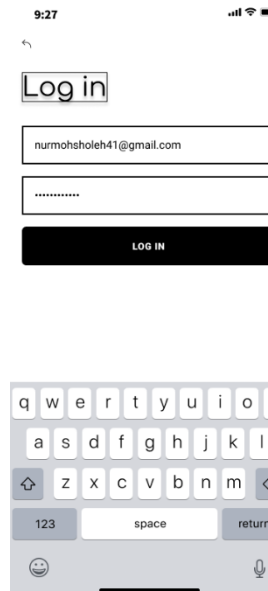 9:27
Log in
nurmohsholeh41@gmail.com
••••••••••••
LOG IN
q w e r t y u i o
a s d f g h j k l
z x c v b n m
123 space return